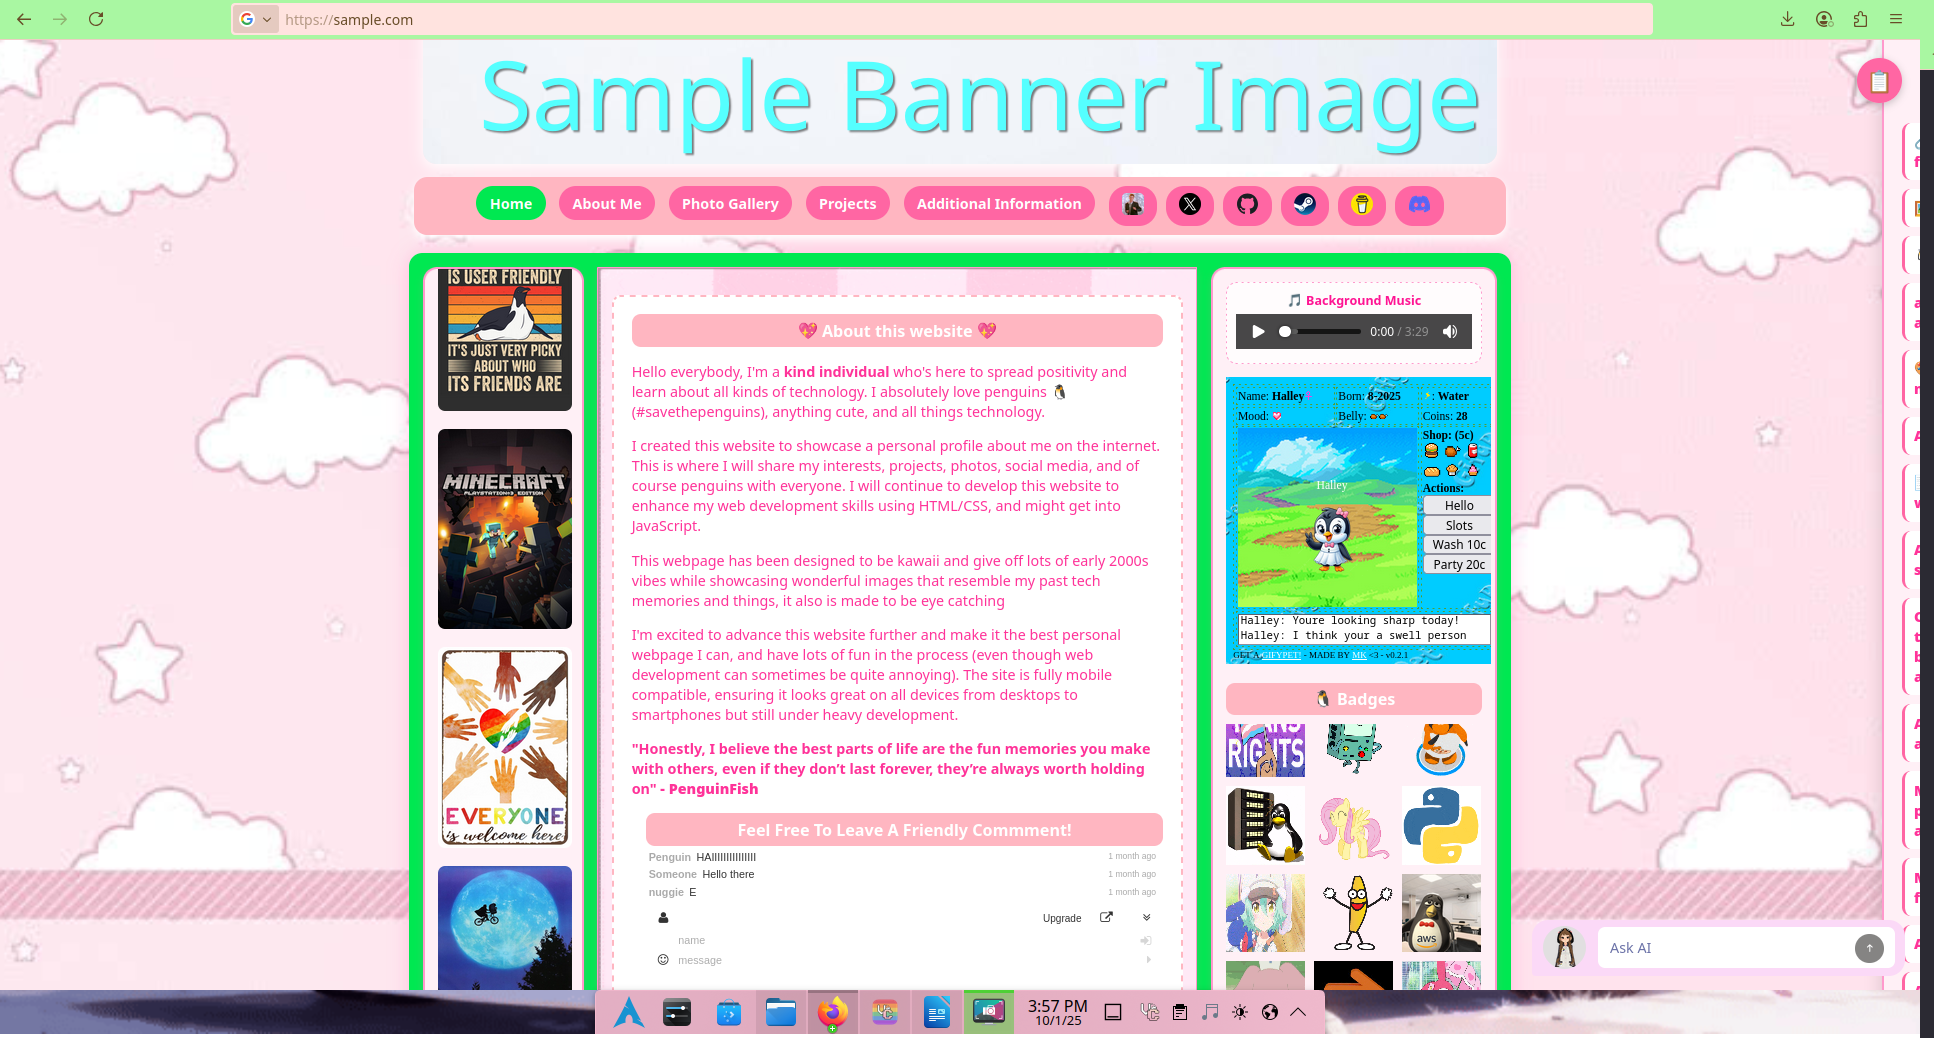 https://sample.com
Sample Banner Image
Home
About Me
Photo Gallery
Projects
Additional Information
IS USER FRIENDLY
IT'S JUST VERY PICKY
ABOUT WHO
ITS FRIENDS ARE
MINECRAFT
PLAYSTATION®3 EDITION
EVERYONE
is welcome here
💖 About this website 💖
Hello everybody, I'm a kind individual who's here to spread positivity and
learn about all kinds of technology. I absolutely love penguins 🐧
(#savethepenguins), anything cute, and all things technology.
I created this website to showcase a personal profile about me on the internet.
This is where I will share my interests, projects, photos, social media, and of
course penguins with everyone. I will continue to develop this website to
enhance my web development skills using HTML/CSS, and might get into
JavaScript.
This webpage has been designed to be kawaii and give off lots of early 2000s
vibes while showcasing wonderful images that resemble my past tech
memories and things, it also is made to be eye catching
I'm excited to advance this website further and make it the best personal
webpage I can, and have lots of fun in the process (even though web
development can sometimes be quite annoying). The site is fully mobile
compatible, ensuring it looks great on all devices from desktops to
smartphones but still under heavy development.
"Honestly, I believe the best parts of life are the fun memories you make
with others, even if they don’t last forever, they’re always worth holding
on" - PenguinFish
Feel Free To Leave A Friendly Commment!
Penguin HAIIIIIIIIIIIIIII 1 month ago
Someone Hello there 1 month ago
nuggie E 1 month ago
Upgrade
name
message
🎵 Background Music
0:00 / 3:29
Name: Halley Born: 8-2025 : Water
Mood: Belly: Coins: 28
Shop: (5c)
Halley
Actions:
Hello
Slots
Wash 10c
Party 20c
Halley: Youre looking sharp today!
Halley: I think your a swell person
GET A GIFYPET! - MADE BY MK <3 - v0.2.1
🐧 Badges
RIGHTS
aws
Ask AI
3:57 PM
10/1/25